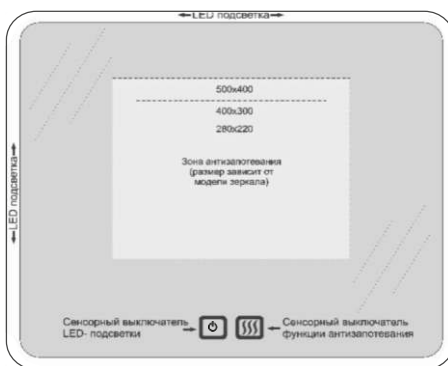 LED подсветка
500x400
400x300
280x220
Зона антизапотевания
(размер зависит от
модели зеркала)
LED подсветка
Сенсорный выключатель
LED- подсветки
Сенсорный выключатель
функции антизапотевания